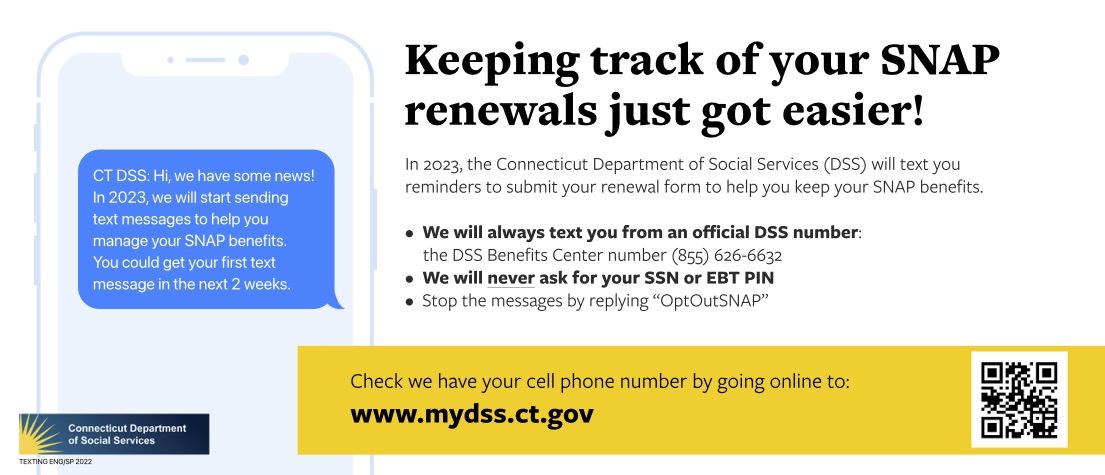 Keeping track of your SNAP
renewals just got easier!
In 2023, the Connecticut Department of Social Services (DSS) will text you
reminders to submit your renewal form to help you keep your SNAP benefits.
• We will always text you from an official DSS number:
the DSS Benefits Center number (855) 626-6632
• We will never ask for your SSN or EBT PIN
• Stop the messages by replying “OptOutSNAP”
CT DSS: Hi, we have some news!
In 2023, we will start sending
text messages to help you
manage your SNAP benefits.
You could get your first text
message in the next 2 weeks.
Check we have your cell phone number by going online to:
www.mydss.ct.gov
Connecticut Department
of Social Services
TEXTING ENG/SP 2022